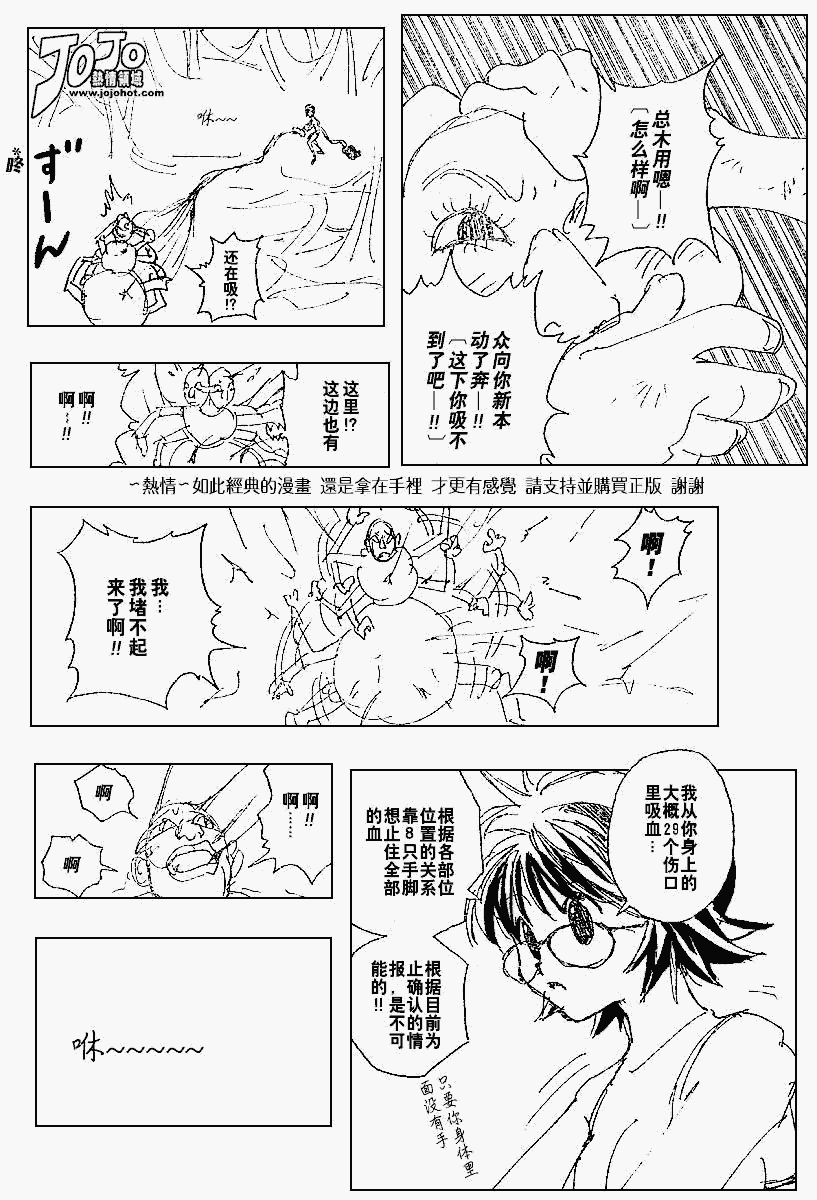 总木用嗯—!!
〔怎么样啊—〕
众向你新本
动了奔—!!
〔这下你吸不
到了吧—!!〕
JOJO
熱情領域
www.jojohot.com
咻~~
ずーん
*咚
还在吸!?
这里!?
这边也有
啊!!
啊…!!
~熱情~如此經典的漫畫 還是拿在手裡 才更有感覺 請支持並購買正版 謝謝
啊!
啊!
我…
我堵不起
来了啊!!
啊!!
啊……
啊
啊
咻~~~~~
我从你身上的
大概29个伤口
里吸血…
根据各部位
位置的关系
靠8只手脚
想止住全部
的血
根据目前为
止确认的情
报,是不可
能的!!
只要你身体里
面没有手